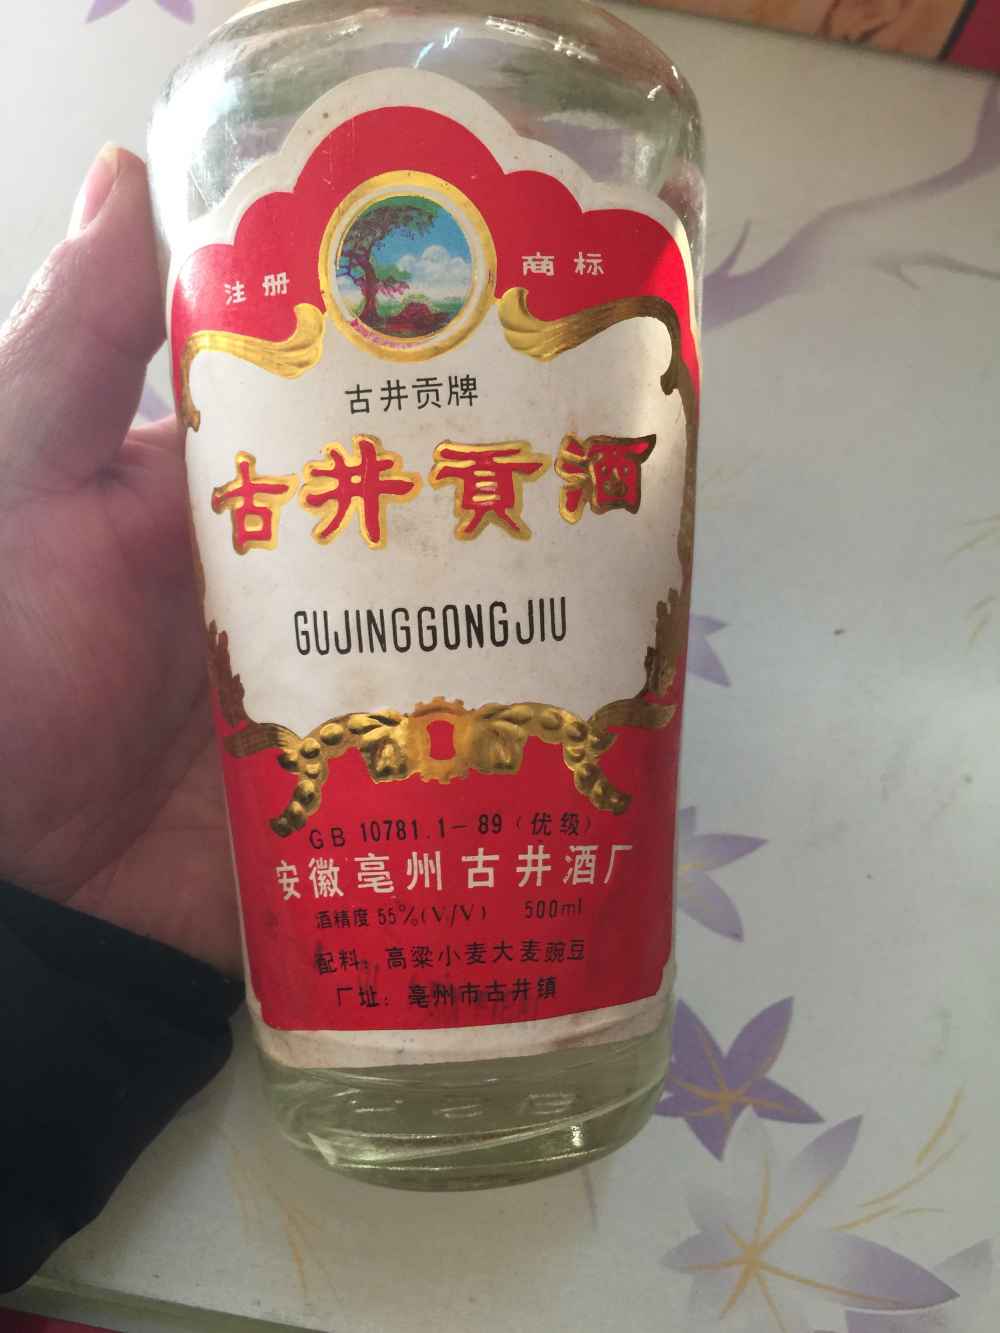 注册 商标
古井贡牌
古井贡酒
GUJINGGONGJIU
GB 10781.1-89(优级)
安徽亳州古井酒厂
酒精度 55%(V/V) 500ml
配料:高粱小麦大麦豌豆
厂址:亳州市古井镇